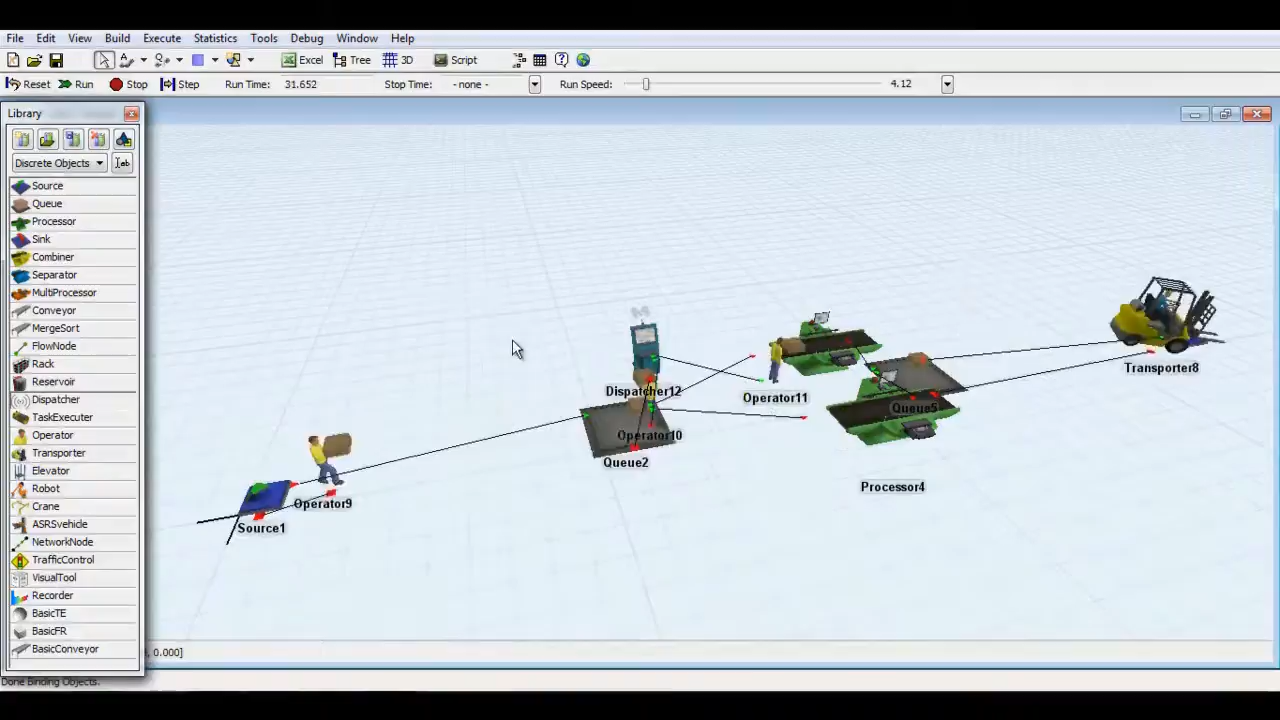 File Edit View Build Execute Statistics Tools Debug Window Help
Excel Tree 3D Script
Reset Run Stop Step Run Time: 31.652 Stop Time: - none - Run Speed: 4.12
Library
Discrete Objects
Source
Queue
Processor
Sink
Combiner
Separator
MultiProcessor
Conveyor
MergeSort
FlowNode
Rack
Reservoir
Dispatcher
TaskExecuter
Operator
Transporter
Elevator
Robot
Crane
ASRSvehicle
NetworkNode
TrafficControl
VisualTool
Recorder
BasicTE
BasicFR
BasicConveyor
Transporter8
Dispatcher12
Operator11
Queue5
Operator10
Queue2
Processor4
Operator9
Source1
0.000]
Done Binding Objects.